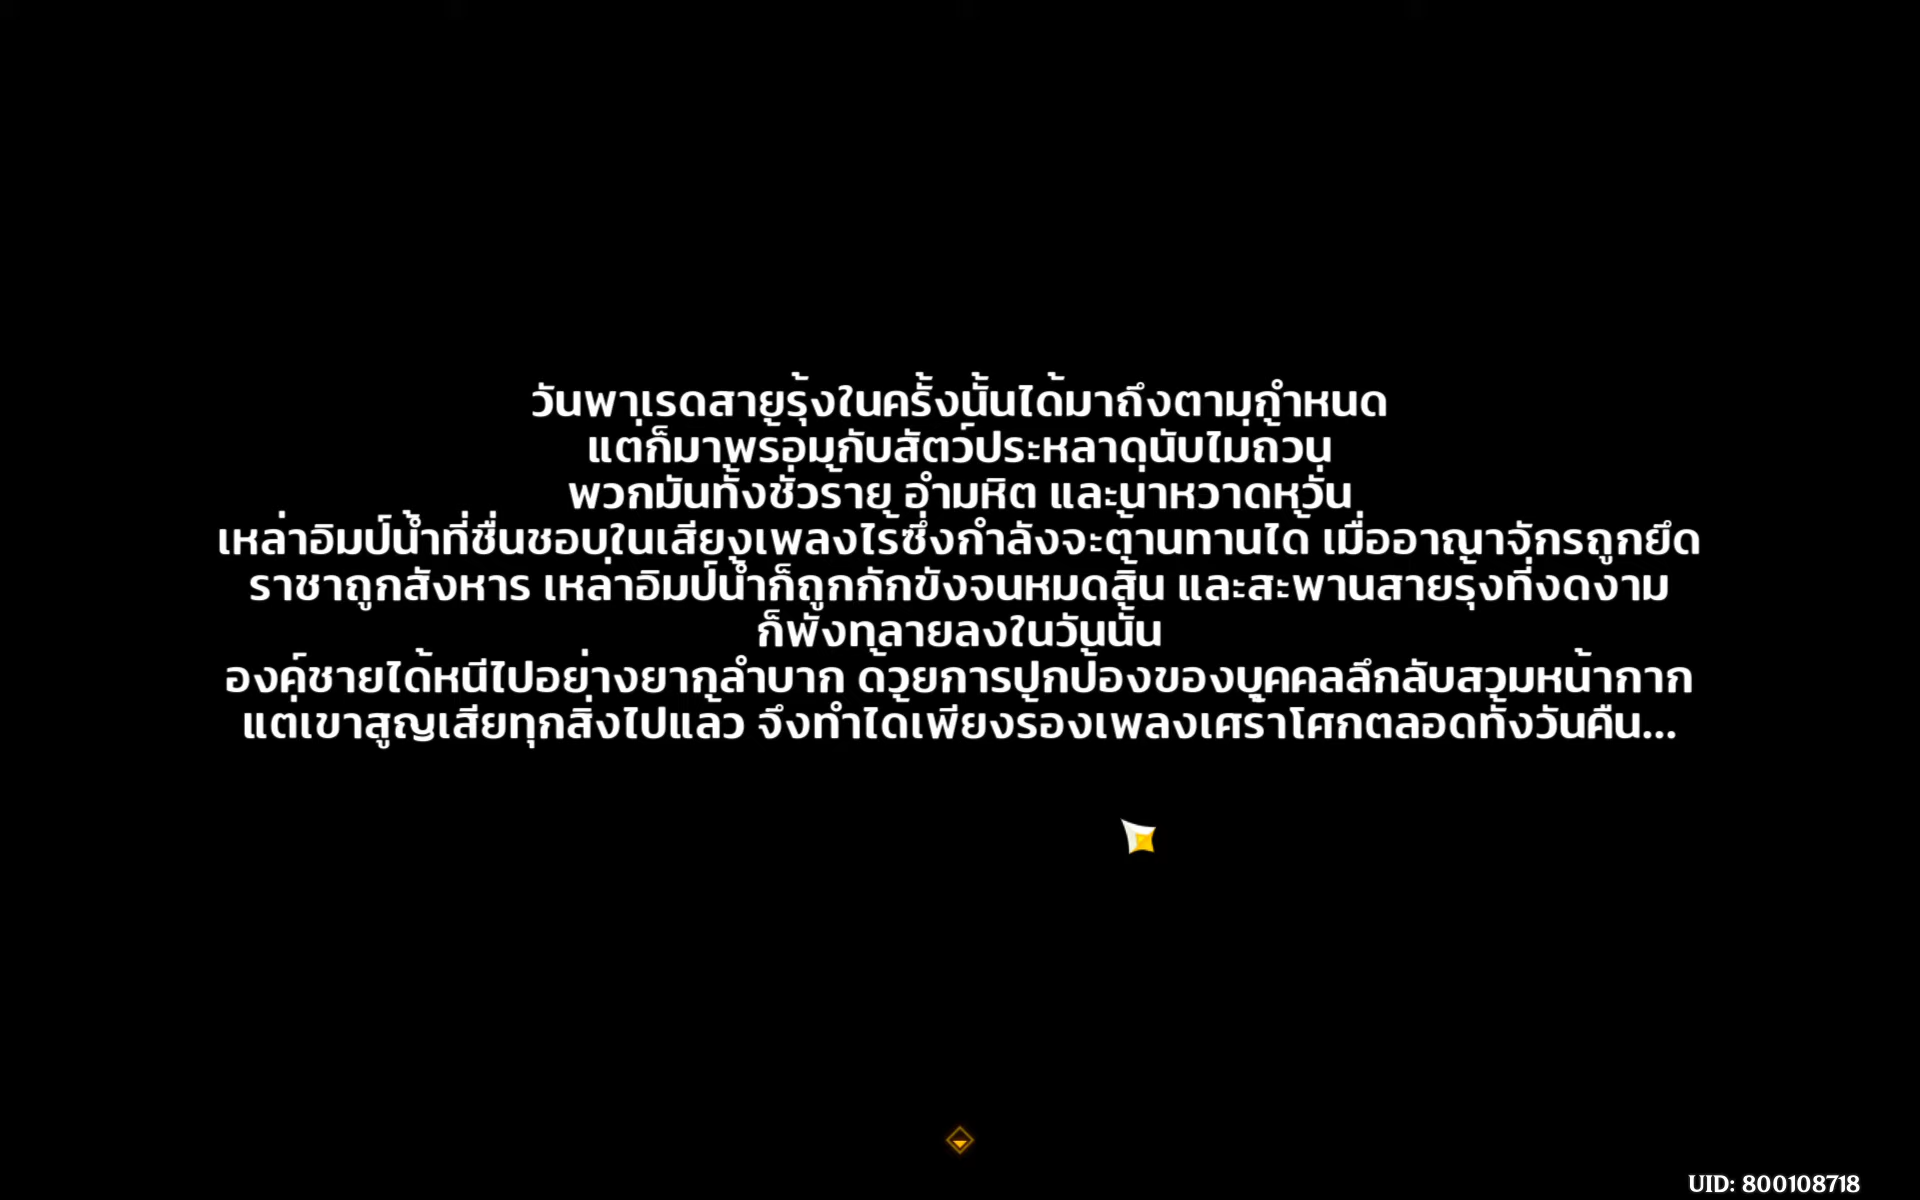 วันพาเรดสายรุ้งในครั้งนั้นได้มาถึงตามกำหนด
แต่ก็มาพร้อมกับสัตว์ประหลาดนับไม่ถ้วน
พวกมันทั้งชั่วร้าย อำมหิต และน่าหวาดหวั่น
เหล่าอิมป์น้ำที่ชื่นชอบในเสียงเพลงไร้ซึ่งกำลังจะต้านทานได้ เมื่ออาณาจักรถูกยึด
ราชาถูกสังหาร เหล่าอิมป์น้ำก็ถูกกักขังจนหมดสิ้น และสะพานสายรุ้งที่งดงาม
ก็พังทลายลงในวันนั้น
องค์ชายได้หนีไปอย่างยากลำบาก ด้วยการปกป้องของบุคคลลึกลับสวมหน้ากาก
แต่เขาสูญเสียทุกสิ่งไปแล้ว จึงทำได้เพียงร้องเพลงเศร้าโศกตลอดทั้งวันคืน...
UID: 800108718